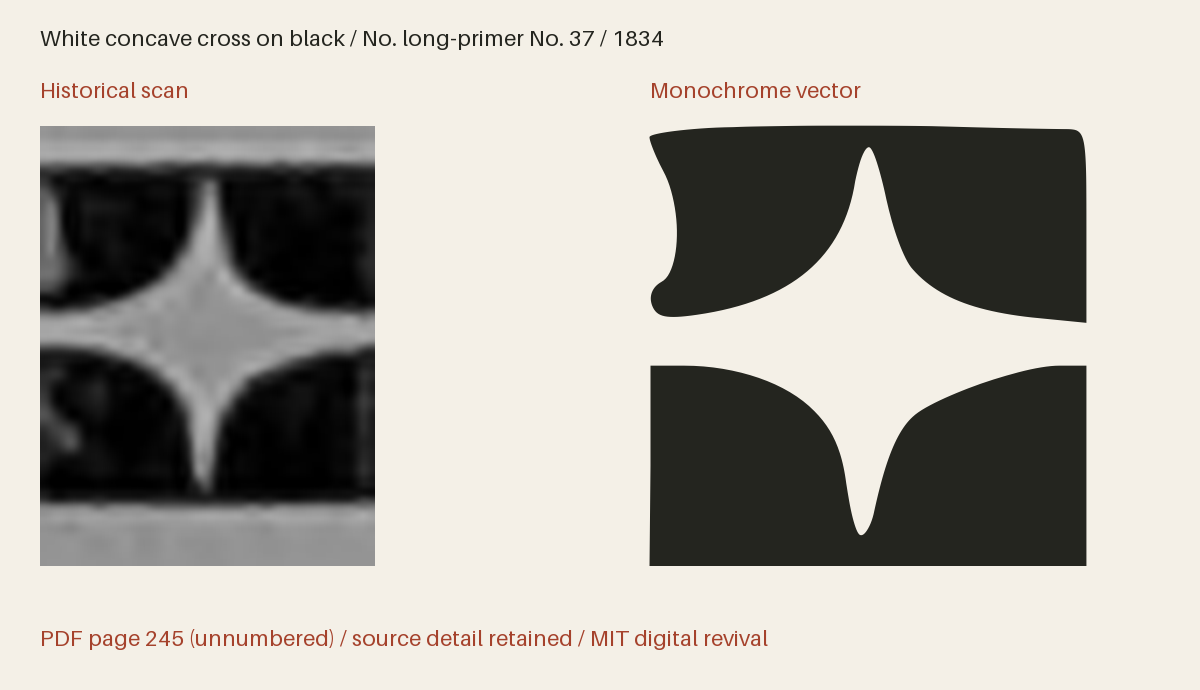 White concave cross on black / No. long-primer No. 37 / 1834
Historical scan
Monochrome vector
PDF page 245 (unnumbered) / source detail retained / MIT digital revival